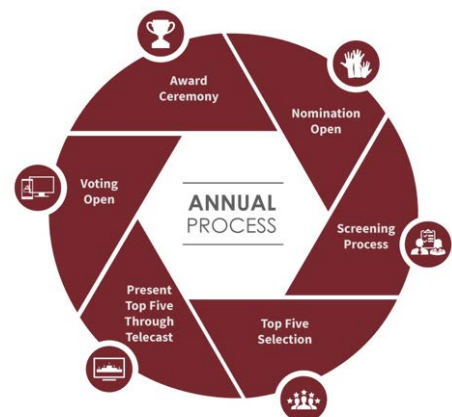 Award
Ceremony
Nomination
Open
Voting
Open
ANNUAL
PROCESS
Screening
Process
Present
Top Five
Through
Telecast
Top Five
Selection